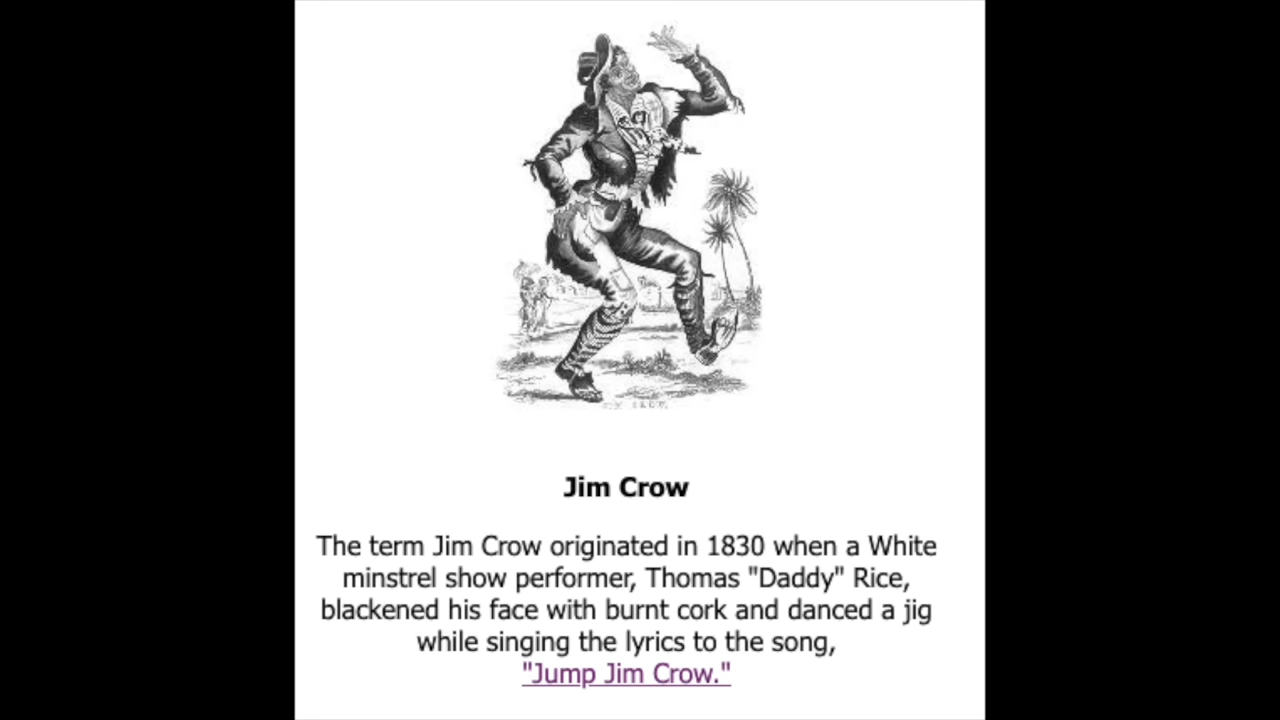 Jim Crow
The term Jim Crow originated in 1830 when a White
minstrel show performer, Thomas "Daddy" Rice,
blackened his face with burnt cork and danced a jig
while singing the lyrics to the song,
"Jump Jim Crow."